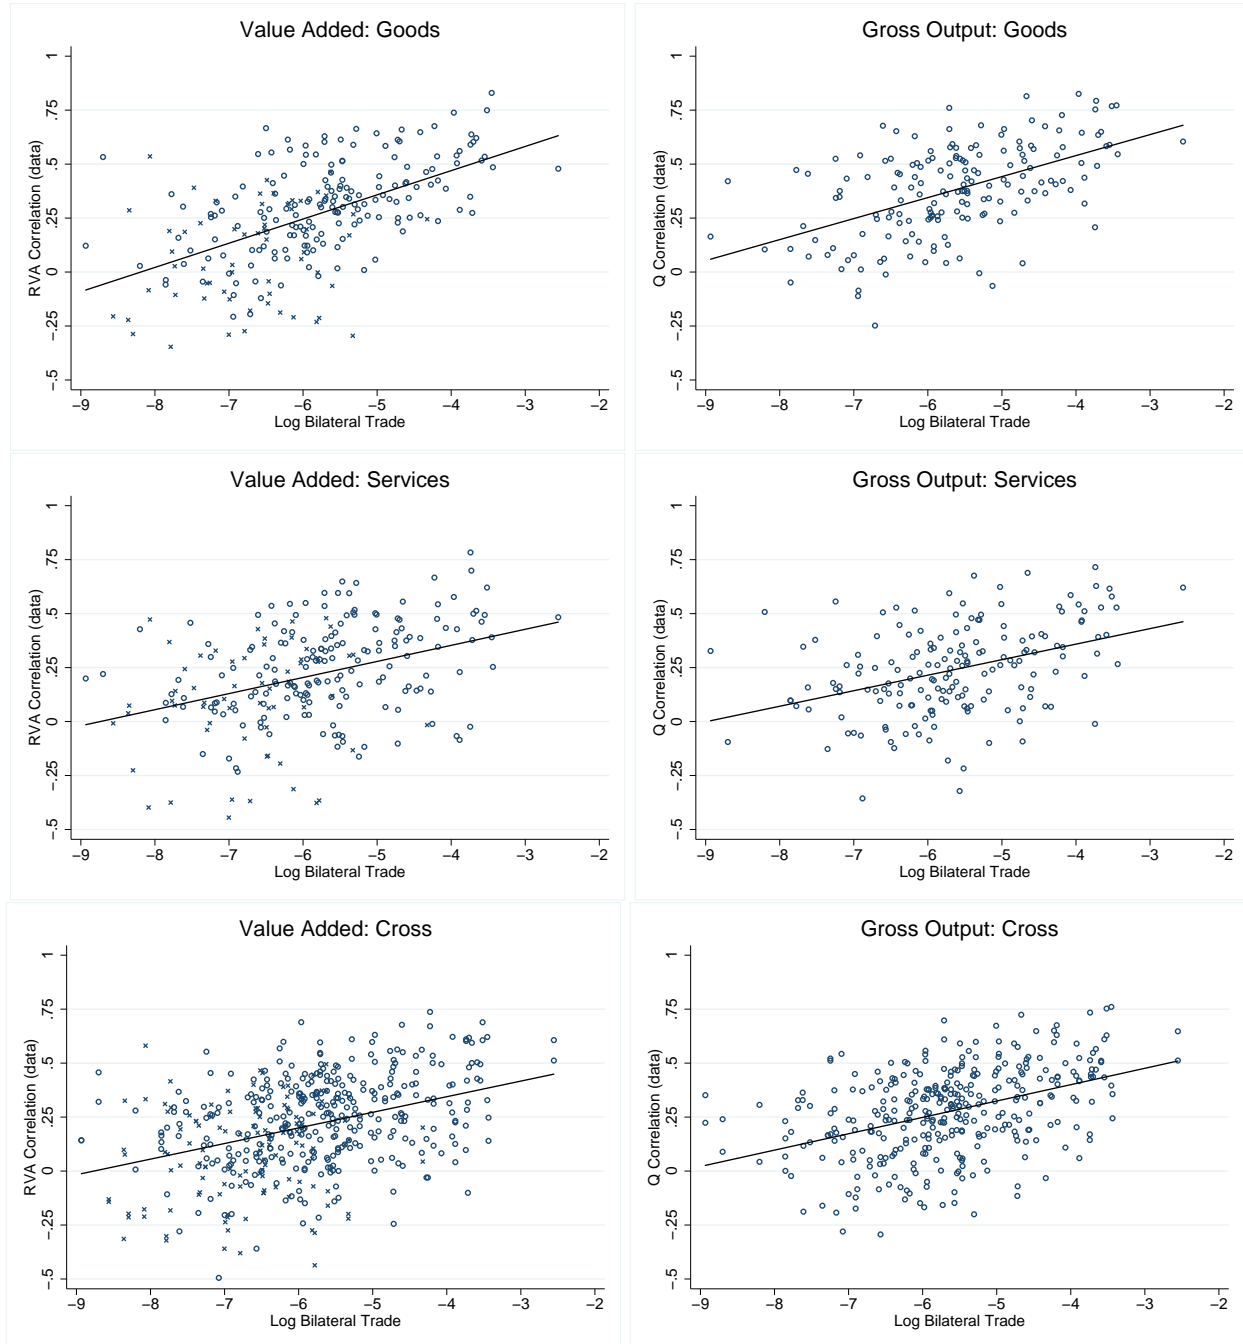 Value Added: Goods
RVA Correlation (data)
1
.75
.5
.25
0
-.25
-.5
−9 −8 −7 −6 −5 −4 −3 −2
Log Bilateral Trade
Gross Output: Goods
Q Correlation (data)
1
.75
.5
.25
0
-.25
-.5
−9 −8 −7 −6 −5 −4 −3 −2
Log Bilateral Trade
Value Added: Services
RVA Correlation (data)
1
.75
.5
.25
0
-.25
-.5
−9 −8 −7 −6 −5 −4 −3 −2
Log Bilateral Trade
Gross Output: Services
Q Correlation (data)
1
.75
.5
.25
0
-.25
-.5
−9 −8 −7 −6 −5 −4 −3 −2
Log Bilateral Trade
Value Added: Cross
RVA Correlation (data)
1
.75
.5
.25
0
-.25
-.5
−9 −8 −7 −6 −5 −4 −3 −2
Log Bilateral Trade
Gross Output: Cross
Q Correlation (data)
1
.75
.5
.25
0
-.25
-.5
−9 −8 −7 −6 −5 −4 −3 −2
Log Bilateral Trade